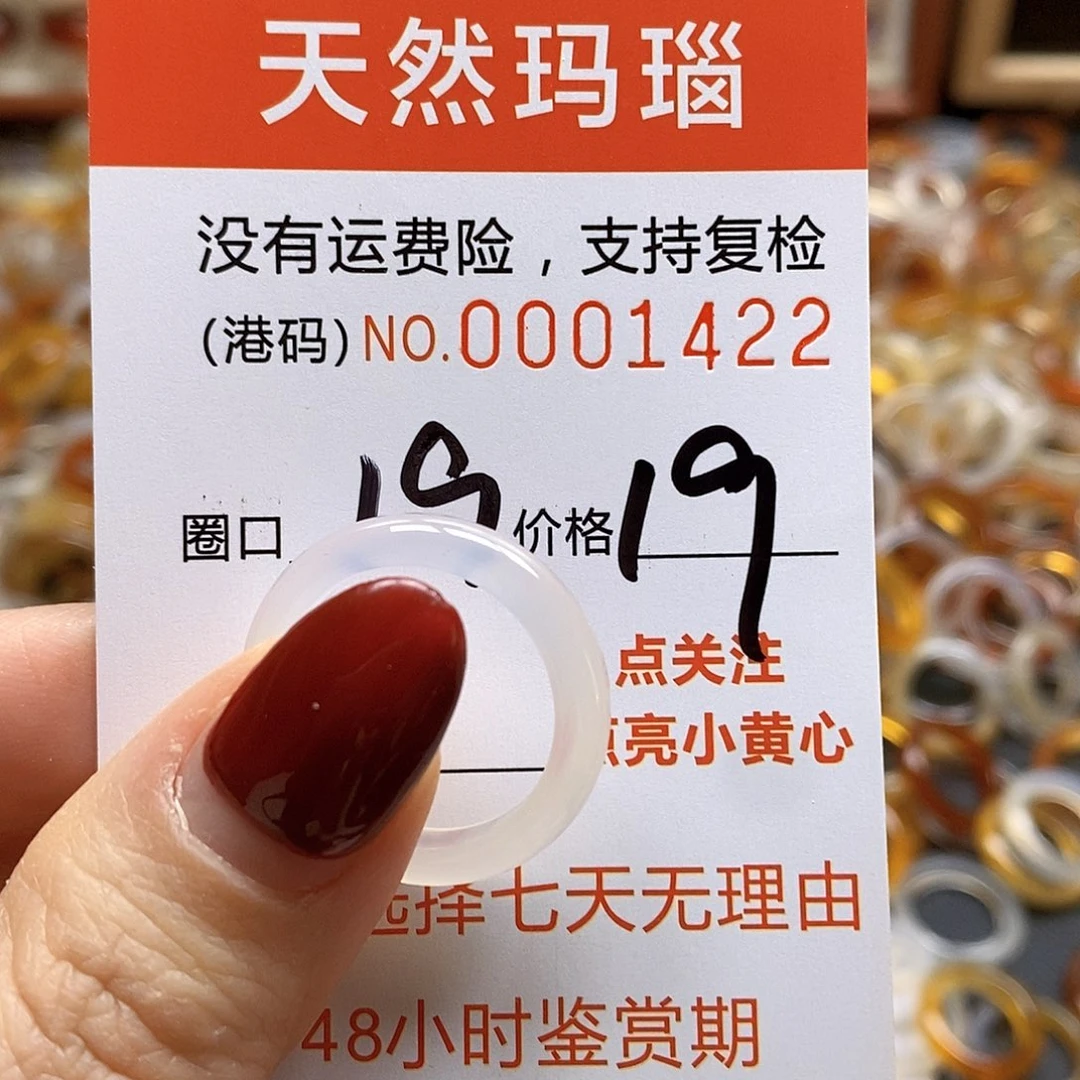 天然玛瑙
没有运费险，支持复检
(港码) NO.0001422
圈口 19 价格 19
点关注
点亮小黄心
选择七天无理由
48小时鉴赏期